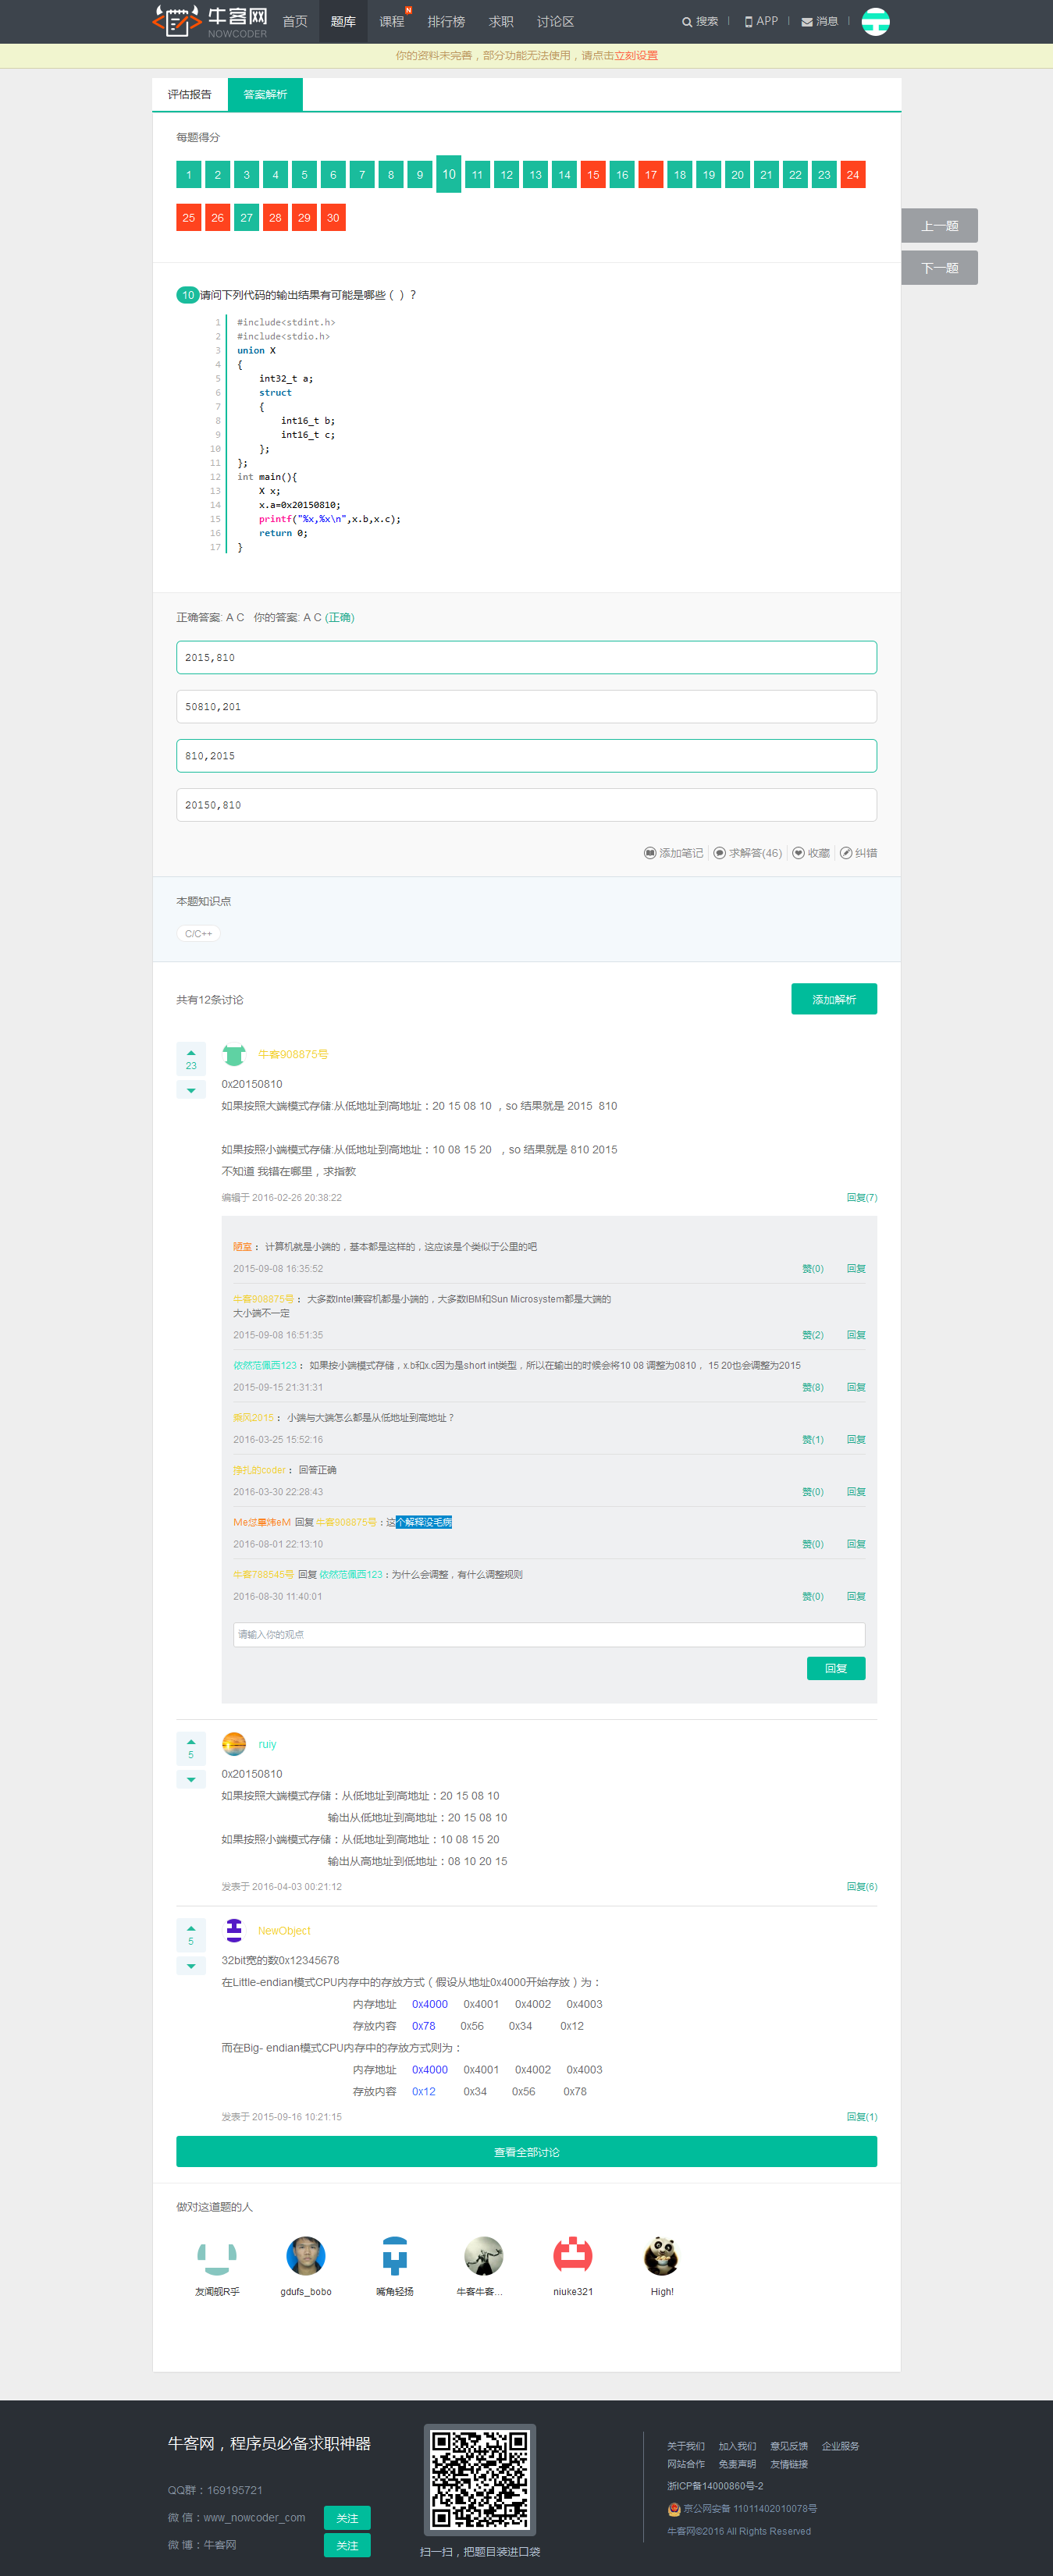 牛客网
NOWCODER
首页 题库 课程 N 排行榜 求职 讨论区 搜索 | APP | 消息 |
你的资料未完善，部分功能无法使用，请点击立刻设置
评估报告 答案解析
每题得分
1 2 3 4 5 6 7 8 9 10 11 12 13 14 15 16 17 18 19 20 21 22 23 24
25 26 27 28 29 30
上一题
下一题
10 请问下列代码的输出结果有可能是哪些（ ）？
1 #include<stdint.h>
2 #include<stdio.h>
3 union X
4 {
5 int32_t a;
6 struct
7 {
8 int16_t b;
9 int16_t c;
10 };
11 };
12 int main(){
13 X x;
14 x.a=0x20150810;
15 printf("%x,%x\n",x.b,x.c);
16 return 0;
17 }
正确答案: A C 你的答案: A C (正确)
2015,810
50810,201
810,2015
20150,810
添加笔记 求解答(46) 收藏 纠错
本题知识点
C/C++
共有12条讨论 添加解析
23
牛客908875号
0x20150810
如果按照大端模式存储:从低地址到高地址：20 15 08 10 ，so 结果就是 2015 810
如果按照小端模式存储:从低地址到高地址：10 08 15 20 ，so 结果就是 810 2015
不知道 我错在哪里，求指教
编辑于 2016-02-26 20:38:22 回复(7)
陋室： 计算机就是小端的，基本都是这样的，这应该是个类似于公里的吧
2015-09-08 16:35:52 赞(0) 回复
牛客908875号： 大多数Intel兼容机都是小端的，大多数IBM和Sun Microsystem都是大端的
大小端不一定
2015-09-08 16:51:35 赞(2) 回复
依然范佩西123： 如果按小端模式存储，x.b和x.c因为是short int类型，所以在输出的时候会将10 08 调整为0810， 15 20也会调整为2015
2015-09-15 21:31:31 赞(8) 回复
乘风2015： 小端与大端怎么都是从低地址到高地址？
2016-03-25 15:52:16 赞(1) 回复
挣扎的coder： 回答正确
2016-03-30 22:28:43 赞(0) 回复
回复 牛客908875号：这个解释没毛病
2016-08-01 22:13:10 赞(0) 回复
牛客788545号 回复 依然范佩西123：为什么会调整，有什么调整规则
2016-08-30 11:40:01 赞(0) 回复
请输入你的观点
回复
5
ruiy
0x20150810
如果按照大端模式存储：从低地址到高地址：20 15 08 10
输出从低地址到高地址：20 15 08 10
如果按照小端模式存储：从低地址到高地址：10 08 15 20
输出从高地址到低地址：08 10 20 15
发表于 2016-04-03 00:21:12 回复(6)
5
NewObject
32bit宽的数0x12345678
在Little-endian模式CPU内存中的存放方式（假设从地址0x4000开始存放）为：
内存地址 0x4000 0x4001 0x4002 0x4003
存放内容 0x78 0x56 0x34 0x12
而在Big- endian模式CPU内存中的存放方式则为：
内存地址 0x4000 0x4001 0x4002 0x4003
存放内容 0x12 0x34 0x56 0x78
发表于 2015-09-16 10:21:15 回复(1)
查看全部讨论
做对这道题的人
友闻舰R乎 gdufs_bobo 嘴角轻扬 牛客牛客... niuke321 High!
牛客网，程序员必备求职神器
QQ群：169195721
微 信：www_nowcoder_com 关注
微 博：牛客网 关注
扫一扫，把题目装进口袋
关于我们 加入我们 意见反馈 企业服务
网站合作 免责声明 友情链接
浙ICP备14000860号-2
京公网安备 11011402010078号
牛客网©2016 All Rights Reserved